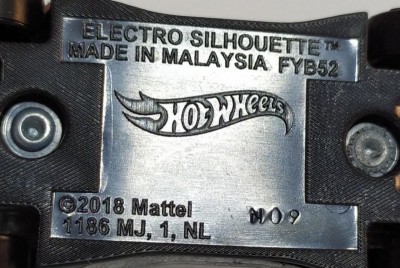 ELECTRO SILHOUETTE™
MADE IN MALAYSIA FYB52
HOT WHEELS
©2018 Mattel
1186 MJ, 1, NL
N09